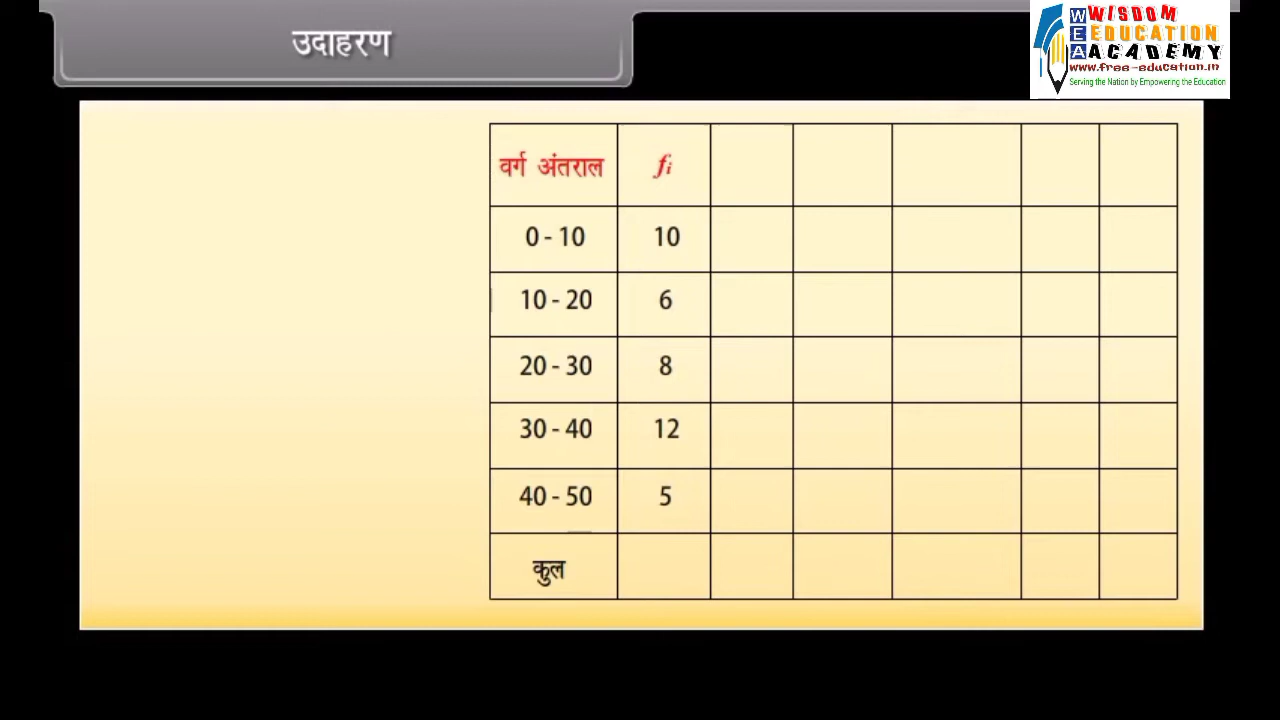 उदाहरण
WEA
WISDOM
EDUCATION
ACADEMY
www.free-education.in
Serving the Nation by Empowering the Education
वर्ग अंतराल fi
0 - 10 10
10 - 20 6
20 - 30 8
30 - 40 12
40 - 50 5
कुल